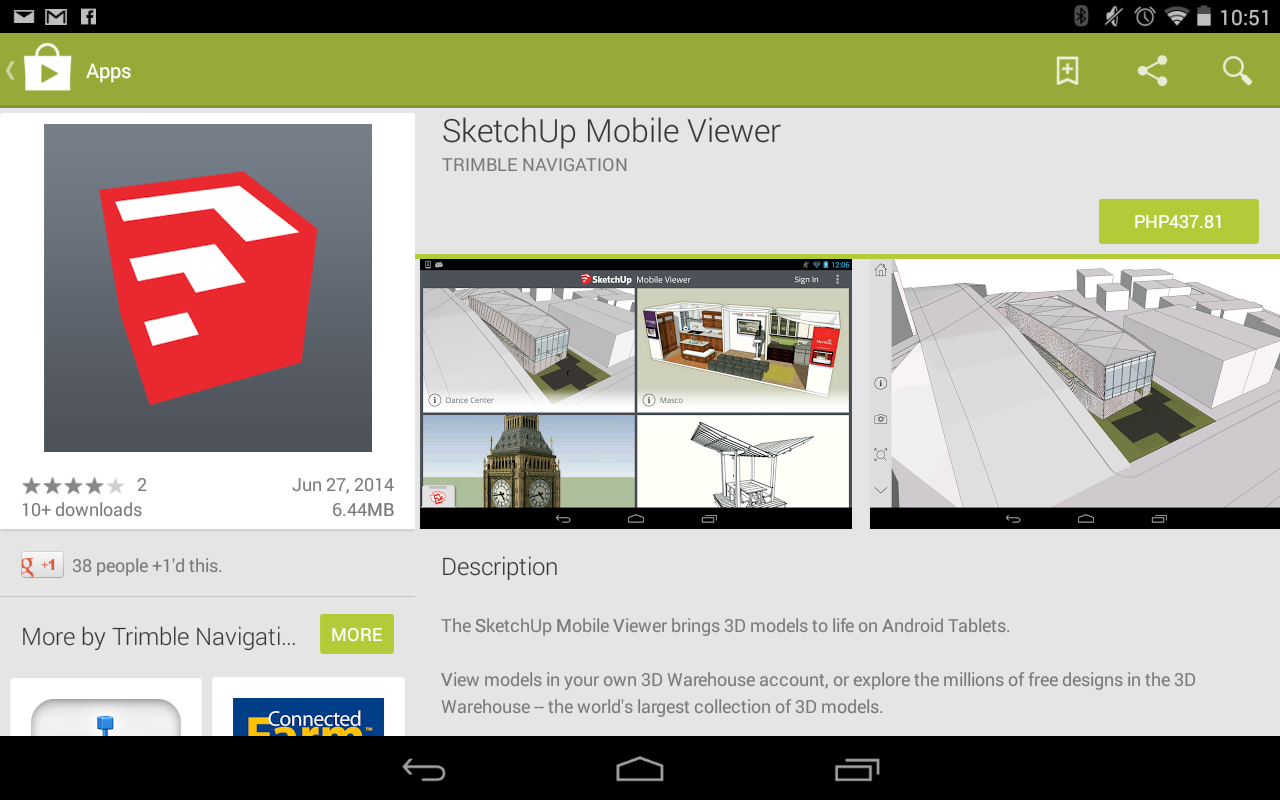 10:51
Apps
SketchUp Mobile Viewer
TRIMBLE NAVIGATION
PHP437.81
2
Jun 27, 2014
10+ downloads
6.44MB
g +1
38 people +1'd this.
More by Trimble Navigati...
MORE
Connected
Farm™
12:06
SketchUp Mobile Viewer
Sign In
Dance Center
Masco
Description
The SketchUp Mobile Viewer brings 3D models to life on Android Tablets.
View models in your own 3D Warehouse account, or explore the millions of free designs in the 3D
Warehouse -- the world's largest collection of 3D models.